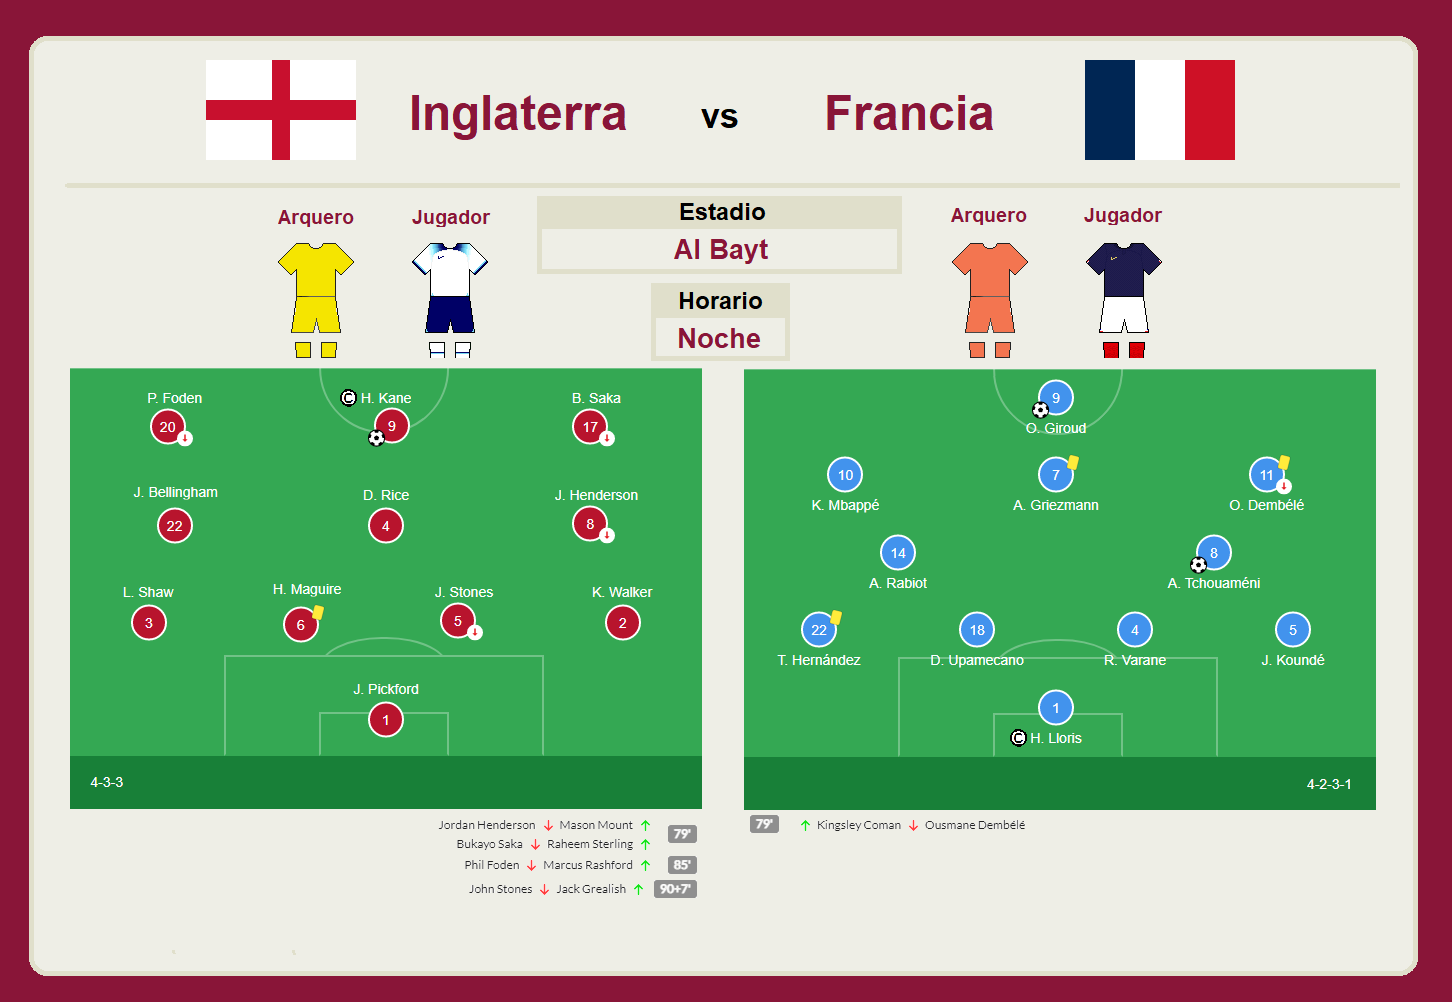 Inglaterra vs Francia
Arquero Jugador
Estadio
Al Bayt
Horario
Noche
Arquero Jugador
P. Foden © H. Kane B. Saka
20 9 17
J. Bellingham D. Rice J. Henderson
22 4 8
L. Shaw H. Maguire J. Stones K. Walker
3 6 5 2
J. Pickford
1
4-3-3
9
O. Giroud
10 7 11
K. Mbappé A. Griezmann O. Dembélé
14 8
A. Rabiot A. Tchouaméni
22 18 4 5
T. Hernández D. Upamecano R. Varane J. Koundé
1
© H. Lloris
4-2-3-1
Jordan Henderson ↓ Mason Mount ↑ 79'
Bukayo Saka ↓ Raheem Sterling ↑
Phil Foden ↓ Marcus Rashford ↑ 85'
John Stones ↓ Jack Grealish ↑ 90+7'
79' ↑ Kingsley Coman ↓ Ousmane Dembélé